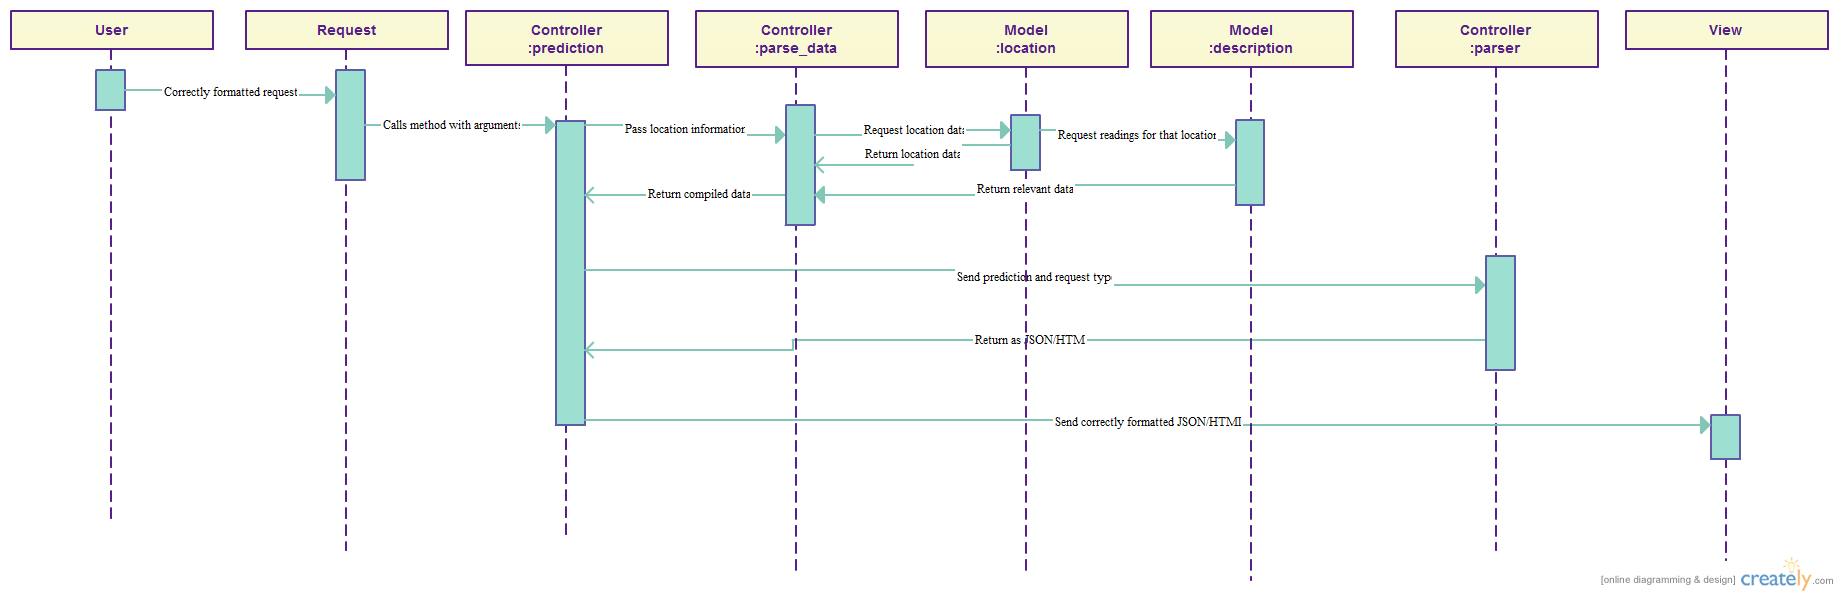 User
Request
Controller
:prediction
Controller
:parse_data
Model
:location
Model
:description
Controller
:parser
View
Correctly formatted request
Calls method with arguments
Pass location information
Request location data
Request readings for that location
Return location data
Return relevant data
Return compiled data
Send prediction and request type
Return as JSON/HTM
Send correctly formatted JSON/HTML
[online diagramming & design] creately.com